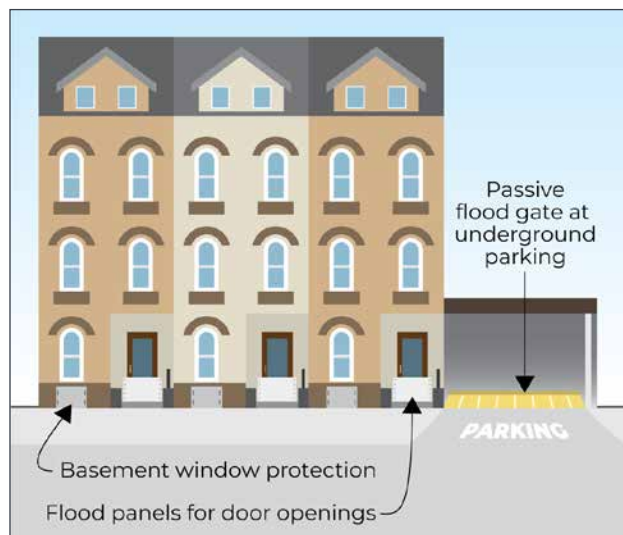 Passive
flood gate at
underground
parking
PARKING
Basement window protection
Flood panels for door openings